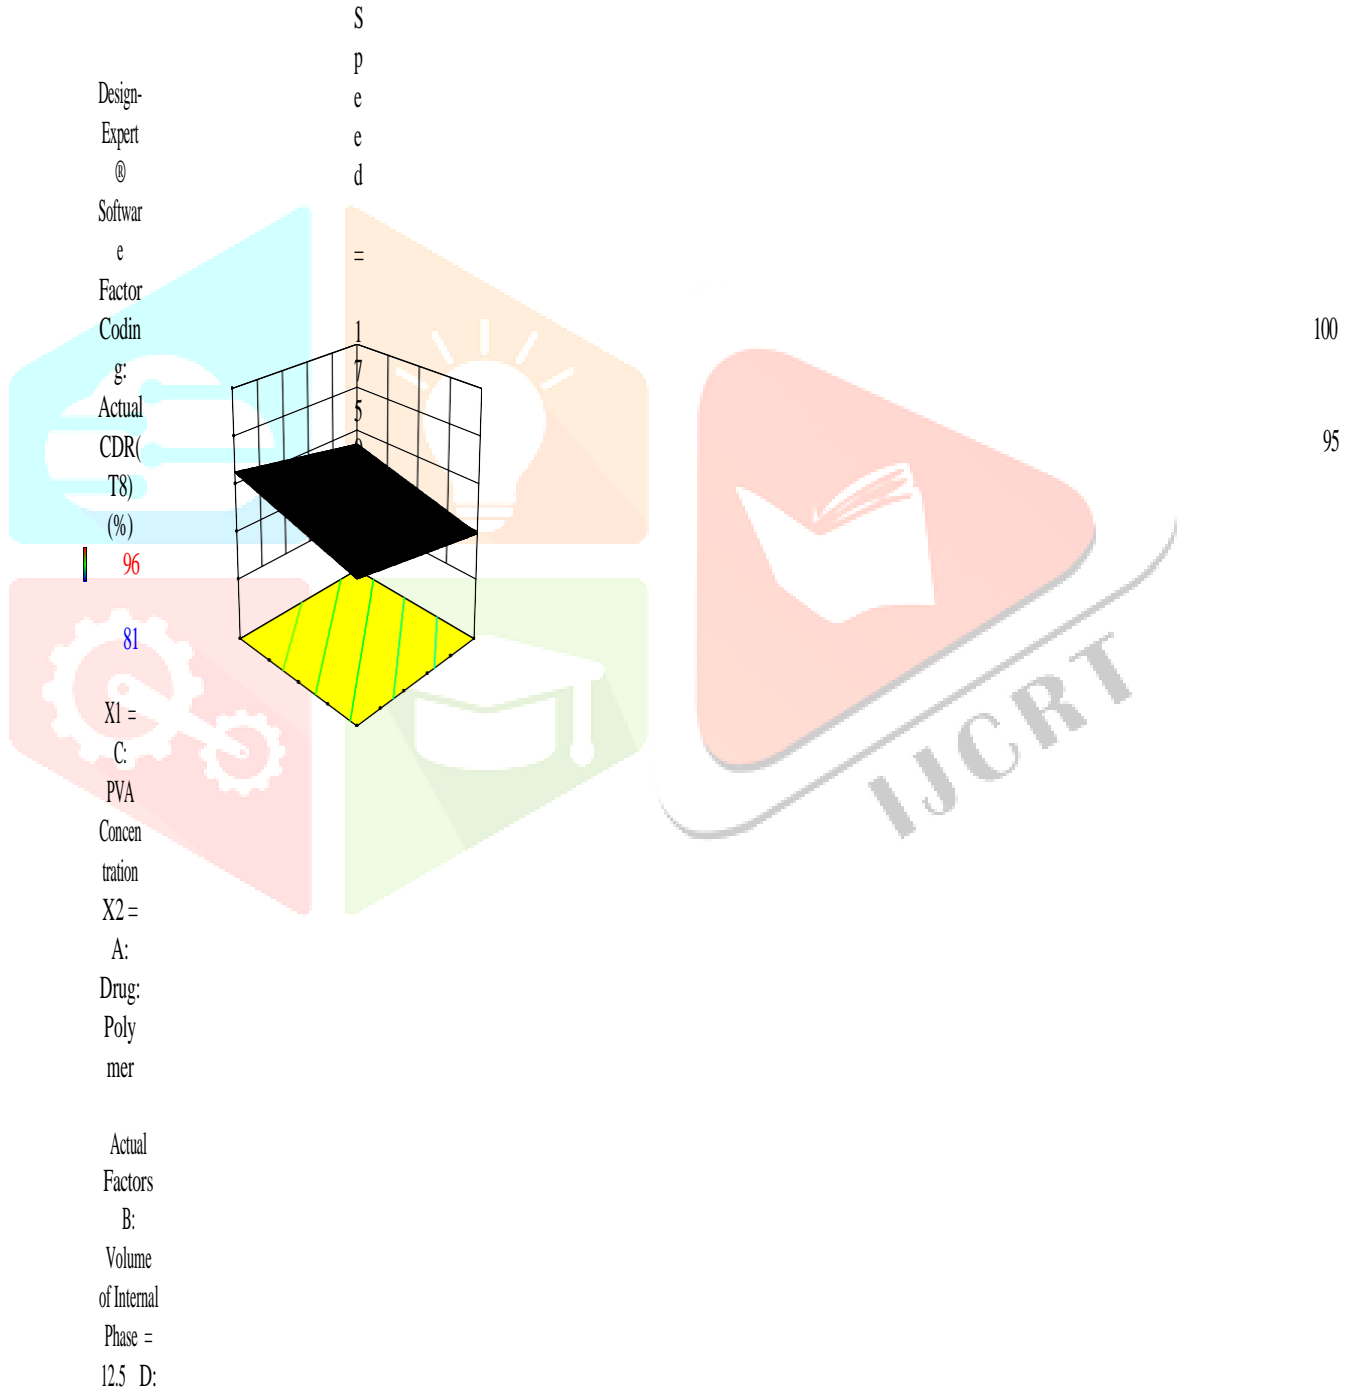 S
p
e
e
d
=
1
7
5
Design-
Expert
®
Softwar
e
Factor
Codin
g:
Actual
CDR(
T8)
(%)
96
81
X1 =
C:
PVA
Concen
tration
X2 =
A:
Drug:
Poly
mer
Actual
Factors
B:
Volume
of Internal
Phase =
12.5 D:
100
95
IJCRT